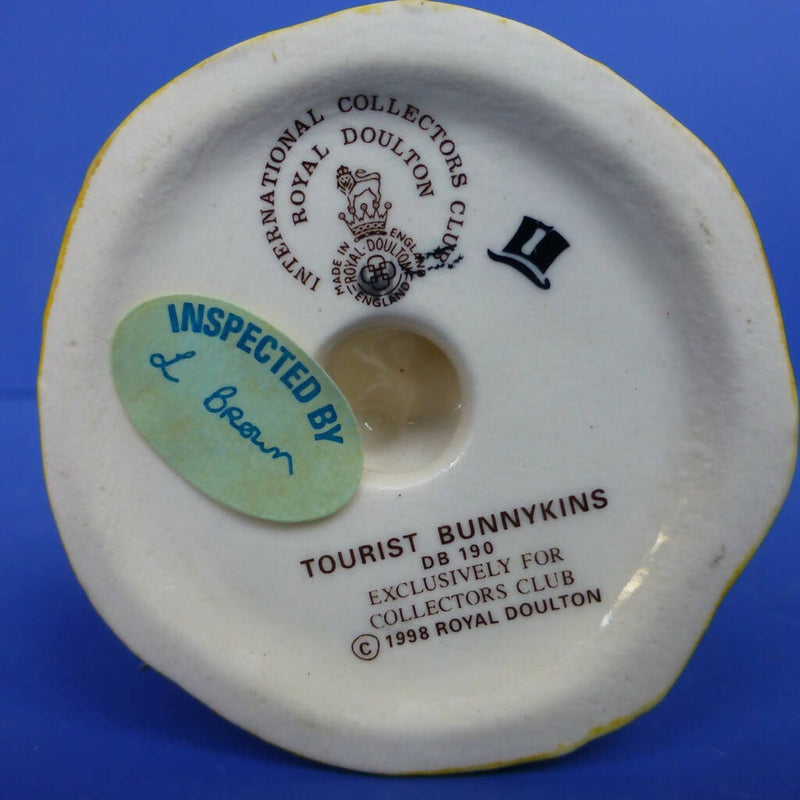 INTERNATIONAL COLLECTORS CLUB
ROYAL DOULTON
MADE IN ENGLAND
ROYAL-DOULTON
ENGLAND
1
INSPECTED BY
L Brown
TOURIST BUNNYKINS
DB 190
EXCLUSIVELY FOR
COLLECTORS CLUB
© 1998 ROYAL DOULTON